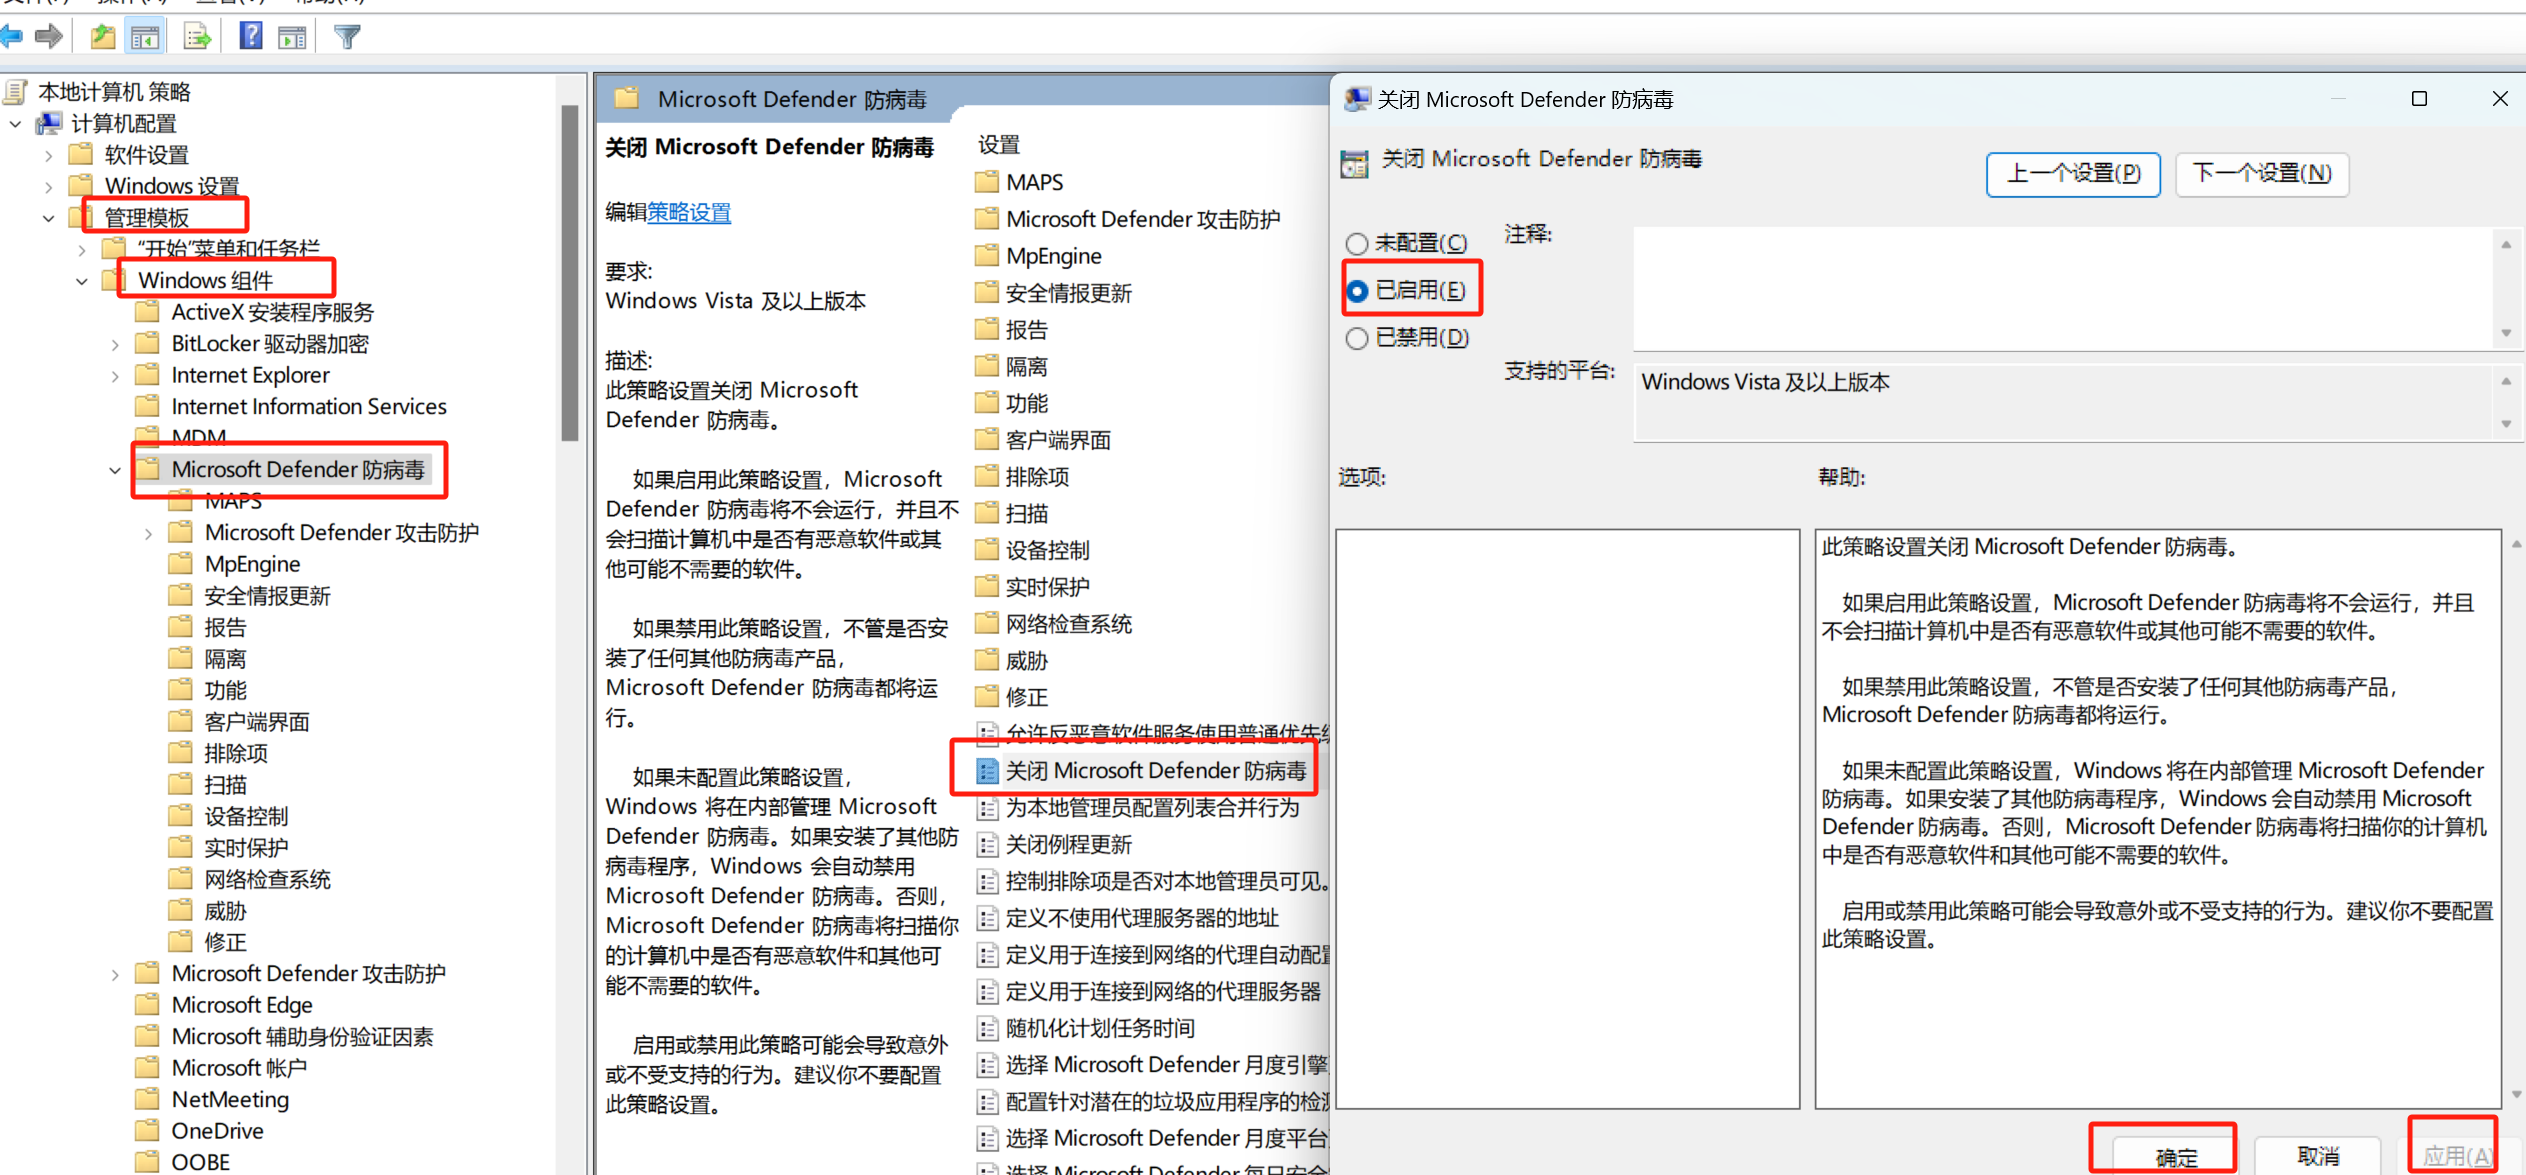 本地计算机 策略
计算机配置
软件设置
Windows 设置
管理模板
“开始”菜单和任务栏
Windows 组件
ActiveX 安装程序服务
BitLocker 驱动器加密
Internet Explorer
Internet Information Services
MDM
Microsoft Defender 防病毒
MAPS
Microsoft Defender 攻击防护
MpEngine
安全情报更新
报告
隔离
功能
客户端界面
排除项
扫描
设备控制
实时保护
网络检查系统
威胁
修正
Microsoft Defender 攻击防护
Microsoft Edge
Microsoft 辅助身份验证因素
Microsoft 帐户
NetMeeting
OneDrive
OOBE
Microsoft Defender 防病毒
关闭 Microsoft Defender 防病毒
编辑策略设置
要求:
Windows Vista 及以上版本
描述:
此策略设置关闭 Microsoft
Defender 防病毒。
如果启用此策略设置，Microsoft
Defender 防病毒将不会运行，并且不
会扫描计算机中是否有恶意软件或其
他可能不需要的软件。
如果禁用此策略设置，不管是否安
装了任何其他防病毒产品，
Microsoft Defender 防病毒都将运
行。
如果未配置此策略设置，
Windows 将在内部管理 Microsoft
Defender 防病毒。如果安装了其他防
病毒程序，Windows 会自动禁用
Microsoft Defender 防病毒。否则，
Microsoft Defender 防病毒将扫描你
的计算机中是否有恶意软件和其他可
能不需要的软件。
启用或禁用此策略可能会导致意外
或不受支持的行为。建议你不要配置
此策略设置。
设置
MAPS
Microsoft Defender 攻击防护
MpEngine
安全情报更新
报告
隔离
功能
客户端界面
排除项
扫描
设备控制
实时保护
网络检查系统
威胁
修正
允许反恶意软件服务使用普通优先
关闭 Microsoft Defender 防病毒
为本地管理员配置列表合并行为
关闭例程更新
控制排除项是否对本地管理员可见。
定义不使用代理服务器的地址
定义用于连接到网络的代理自动配
定义用于连接到网络的代理服务器
随机化计划任务时间
选择 Microsoft Defender 月度引擎
配置针对潜在的垃圾应用程序的检
选择 Microsoft Defender 月度平台
关闭 Microsoft Defender 防病毒
关闭 Microsoft Defender 防病毒
上一个设置(P)
下一个设置(N)
未配置(C)
注释:
已启用(E)
已禁用(D)
支持的平台:
Windows Vista 及以上版本
选项:
帮助:
此策略设置关闭 Microsoft Defender 防病毒。
如果启用此策略设置，Microsoft Defender 防病毒将不会运行，并且
不会扫描计算机中是否有恶意软件或其他可能不需要的软件。
如果禁用此策略设置，不管是否安装了任何其他防病毒产品，
Microsoft Defender 防病毒都将运行。
如果未配置此策略设置，Windows 将在内部管理 Microsoft Defender
防病毒。如果安装了其他防病毒程序，Windows 会自动禁用 Microsoft
Defender 防病毒。否则，Microsoft Defender 防病毒将扫描你的计算机
中是否有恶意软件和其他可能不需要的软件。
启用或禁用此策略可能会导致意外或不受支持的行为。建议你不要配置
此策略设置。
确定
取消
应用(A)